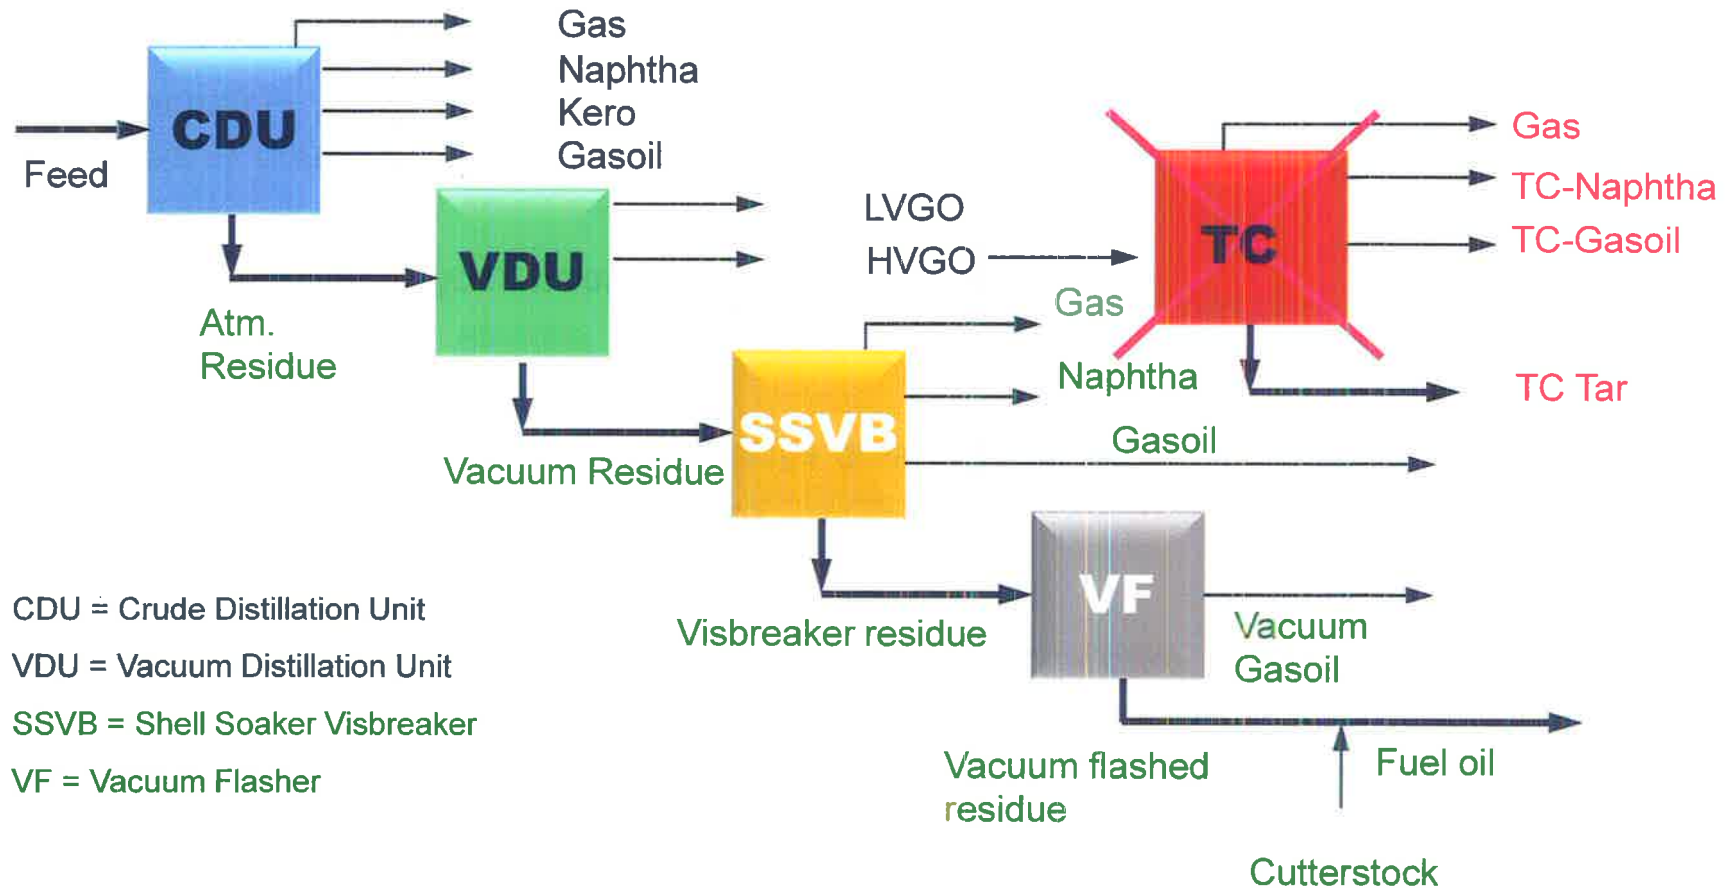 Gas
Naphtha
CDU
Kero
Gasoil
Feed
Gas
TC-Naphtha
TC-Gasoil
LVGO
HVGO
TC
VDU
Atm.
Residue
Gas
Naphtha
TC Tar
SSVB
Gasoil
Vacuum Residue
VF
Visbreaker residue
Vacuum
Gasoil
CDU = Crude Distillation Unit
VDU = Vacuum Distillation Unit
SSVB = Shell Soaker Visbreaker
VF = Vacuum Flasher
Vacuum flashed
residue
Fuel oil
Cutterstock